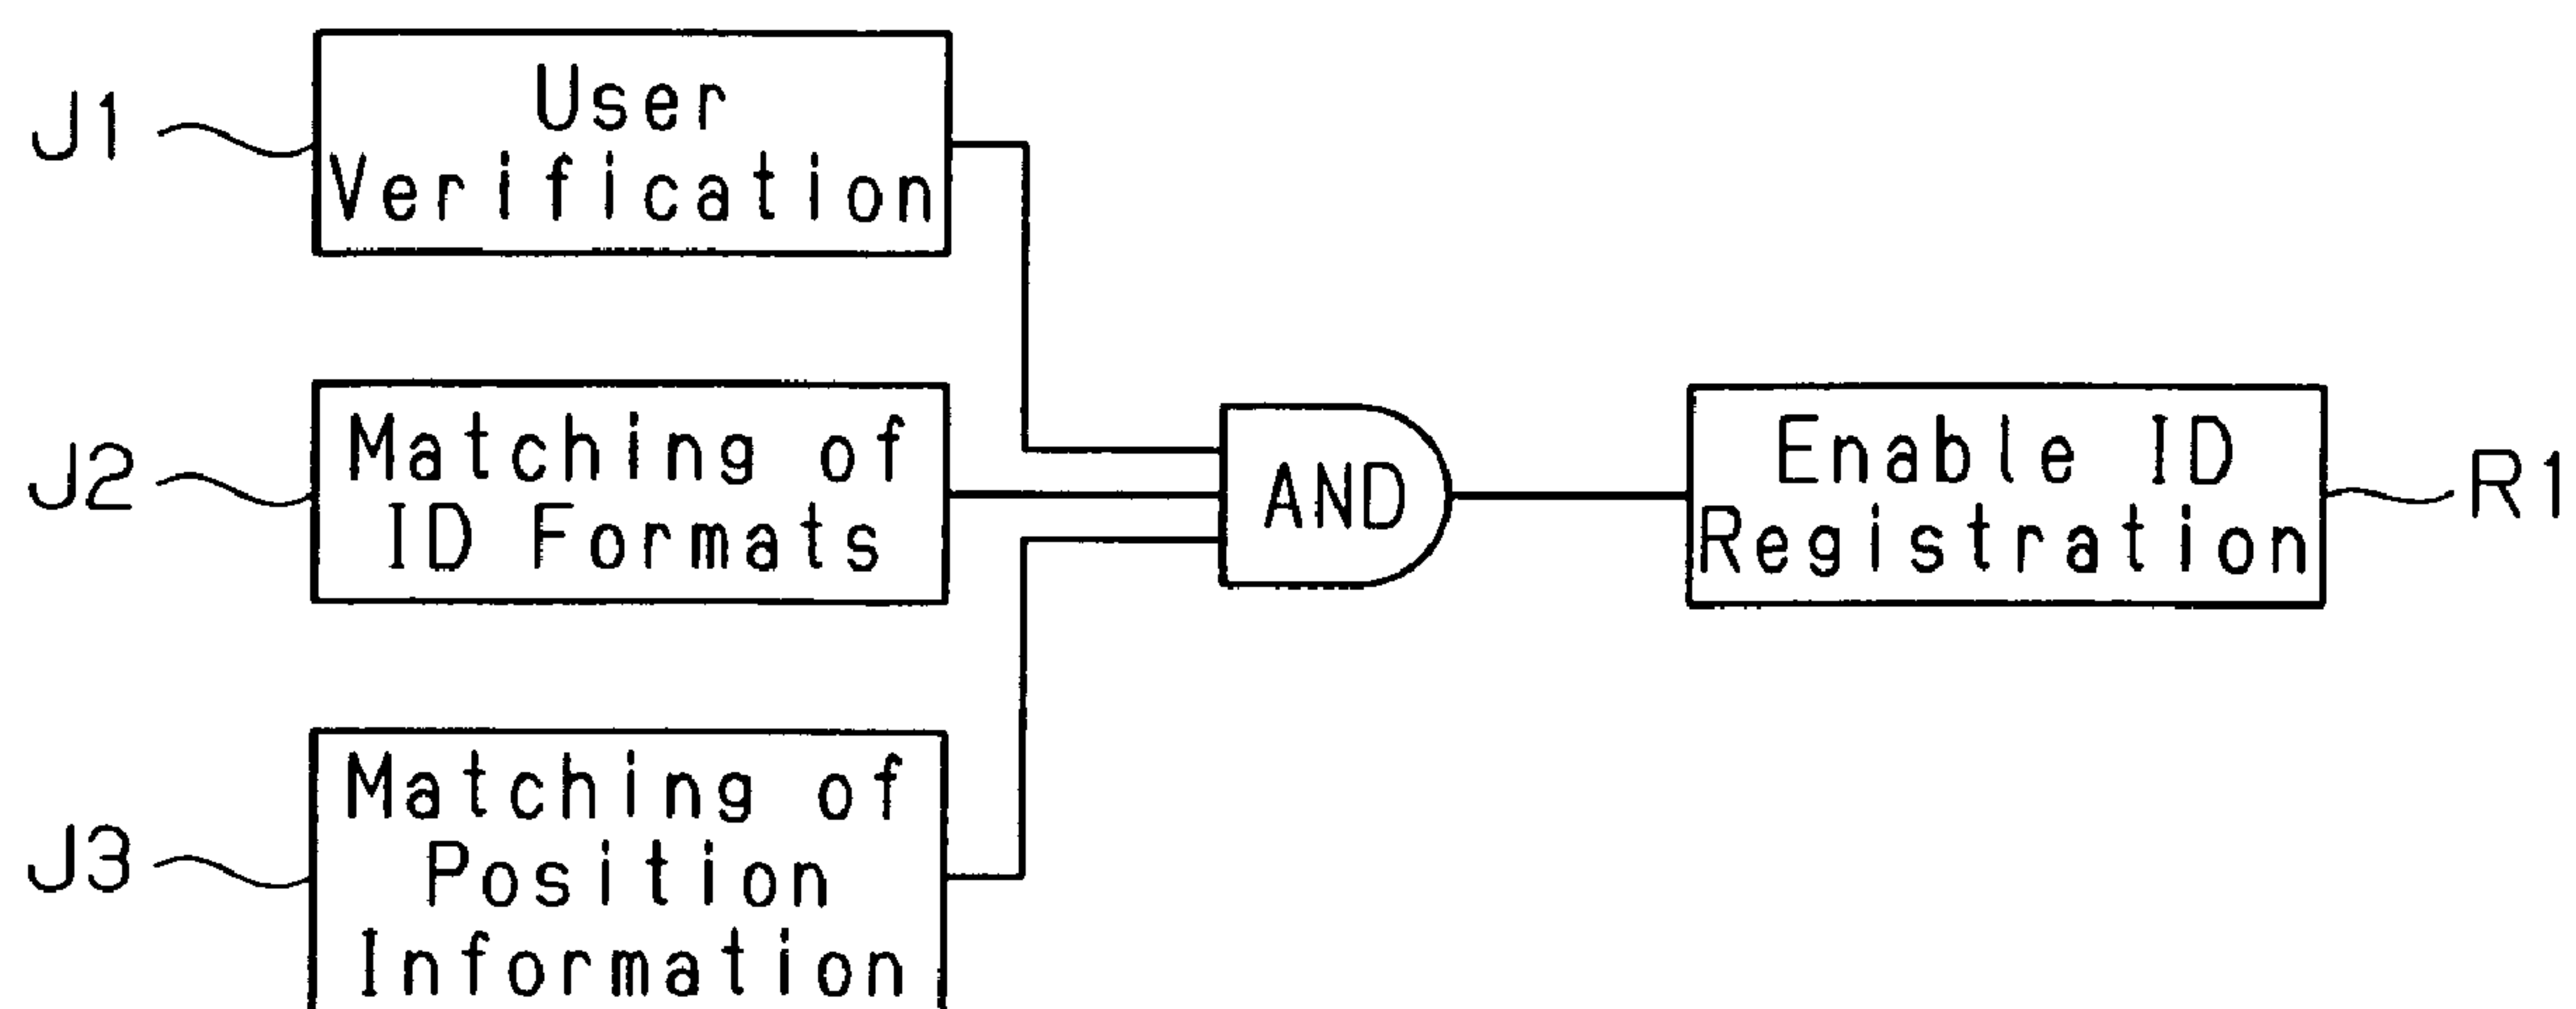 J1
User
Verification
J2
Matching of
ID Formats
AND
Enable ID
Registration
R1
J3
Matching of
Position
Information